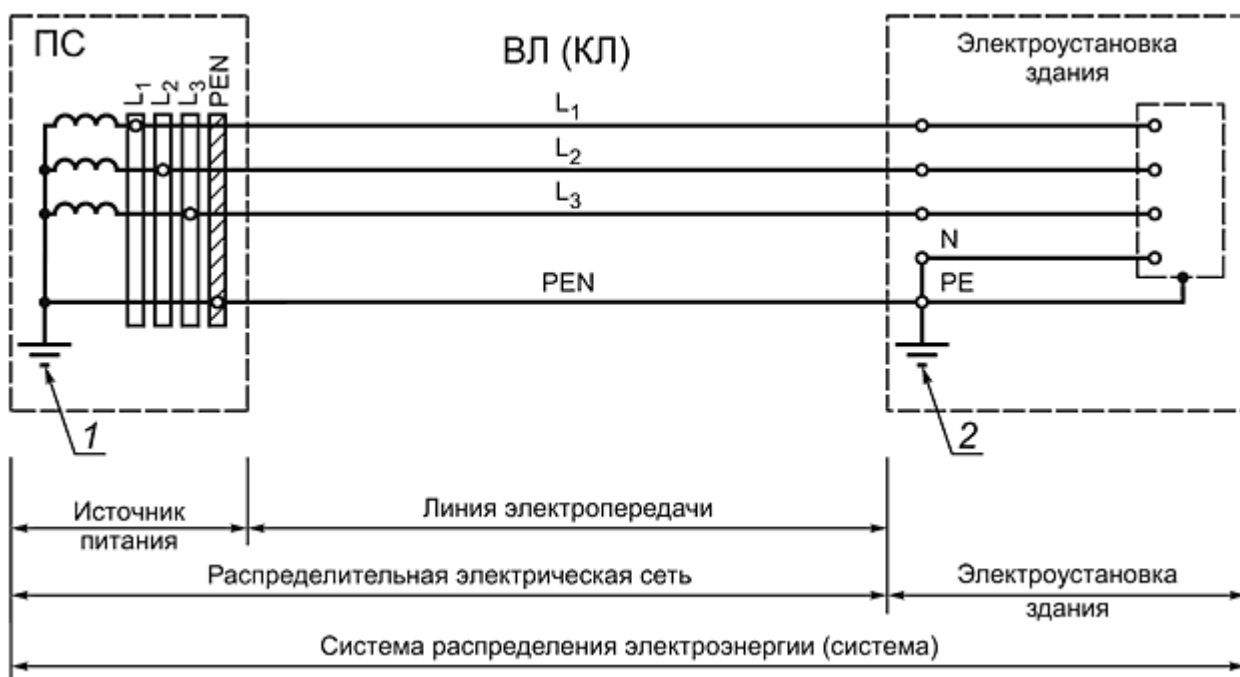 ПС
ВЛ (КЛ)
Электроустановка
здания
L1
L2
L3
PEN
L1
L2
L3
N
PEN
PE
1
2
Источник
питания
Линия электропередачи
Распределительная электрическая сеть
Электроустановка
здания
Система распределения электроэнергии (система)